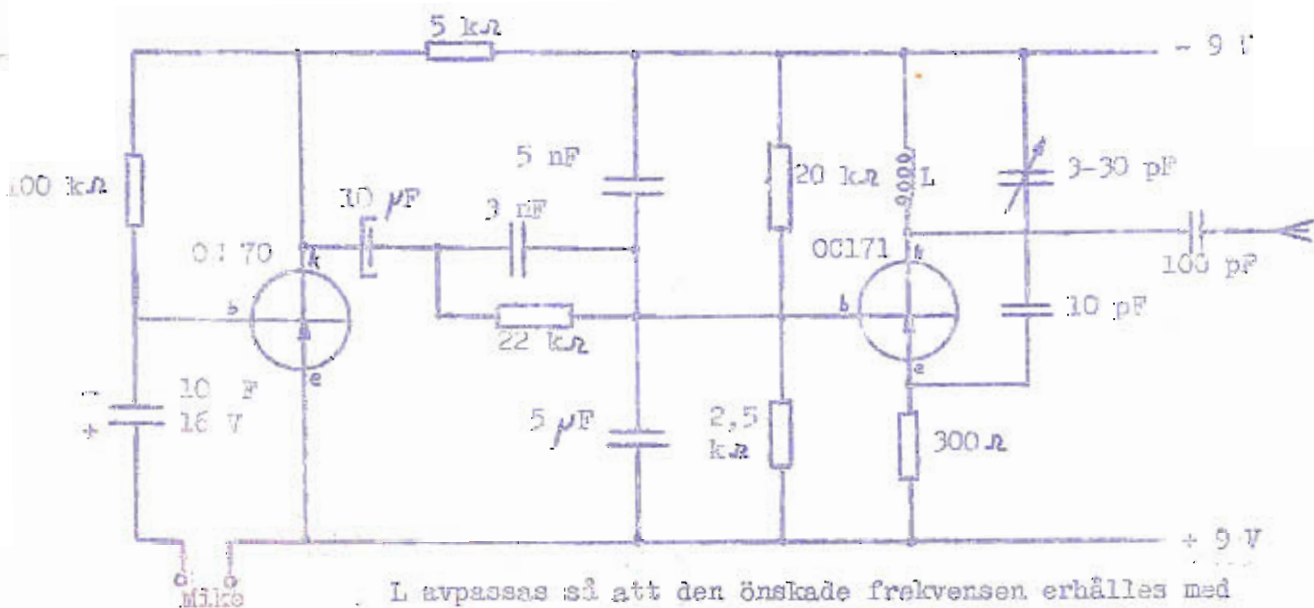 5 kΩ
- 9 V
100 kΩ
10 μF
3 nF
5 nF
20 kΩ
L
3-30 pF
k
b
e
OC171
k
b
e
100 pF
10 pF
22 kΩ
10 F
16 V
-
+
5 μF
2,5
kΩ
300Ω
+ 9 V
Mike
L avpassas så att den önskade frekvensen erhålles med